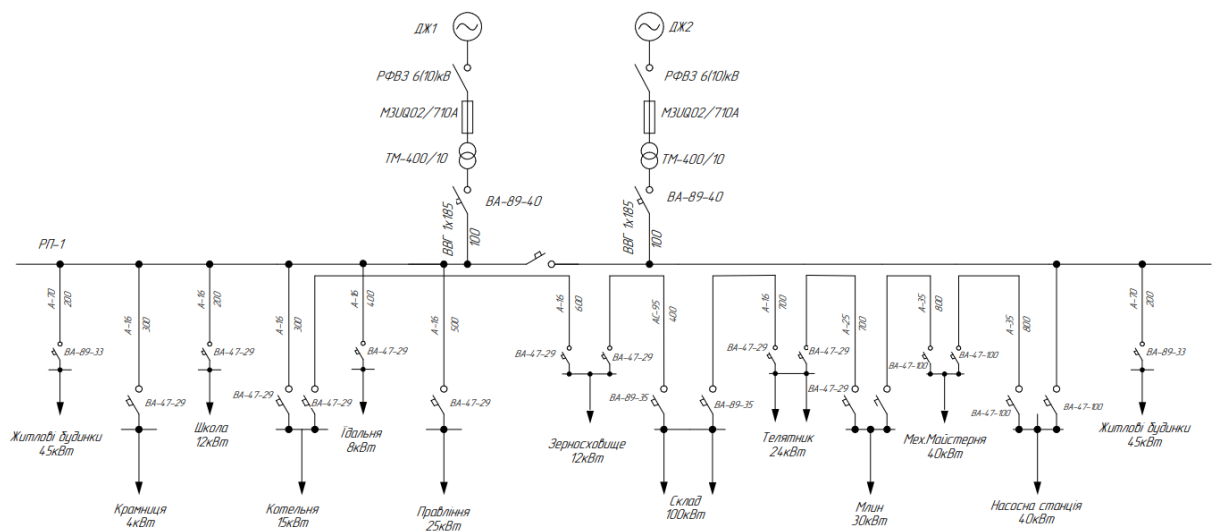 ДЖ1
ДЖ2
РФВЗ 6(10)кВ
РФВЗ 6(10)кВ
МЗUQ02/710А
МЗUQ02/710А
ТМ-400/10
ТМ-400/10
ВА-89-40
ВА-89-40
ВВГ 1х185
100
ВВГ 1х185
100
РП-1
А-70
200
А-16
300
А-16
200
А-16
300
А-16
400
А-16
500
А-16
600
АС-95
400
А-16
700
А-25
700
А-35
800
А-35
800
А-70
200
ВА-89-33
ВА-47-29
ВА-47-29
ВА-47-29
ВА-47-29
ВА-47-29
ВА-47-29
ВА-47-29
ВА-47-29
ВА-89-35
ВА-89-35
ВА-47-29
ВА-47-29
ВА-47-29
ВА-47-100
ВА-47-100
ВА-47-100
ВА-47-100
ВА-89-33
Житлові будинки
45кВт
Крамниця
4кВт
Школа
12кВт
Котельня
15кВт
Їдальня
8кВт
Правління
25кВт
Зерносховище
12кВт
Склад
100кВт
Телятник
24кВт
Млин
30кВт
Мех.Майстерня
40кВт
Насосна станція
40кВт
Житлові будинки
45кВт